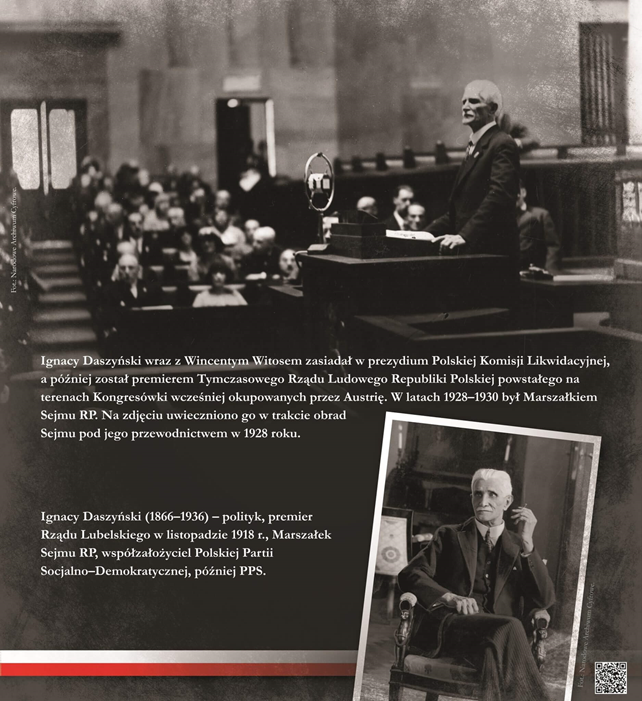 Fot.: Narodowe Archiwum Cyfrowe
Ignacy Daszyński wraz z Wincentym Witosem zasiadał w prezydium Polskiej Komisji Likwidacyjnej,
a później został premierem Tymczasowego Rządu Ludowego Republiki Polskiej powstałego na
terenach Kongresówki wcześniej okupowanych przez Austrię. W latach 1928–1930 był Marszałkiem
Sejmu RP. Na zdjęciu uwieczniono go w trakcie obrad
Sejmu pod jego przewodnictwem w 1928 roku.
Ignacy Daszyński (1866–1936) – polityk, premier
Rządu Lubelskiego w listopadzie 1918 r., Marszałek
Sejmu RP, współzałożyciel Polskiej Partii
Socjalno–Demokratycznej, później PPS.
Fot.: Narodowe Archiwum Cyfrowe